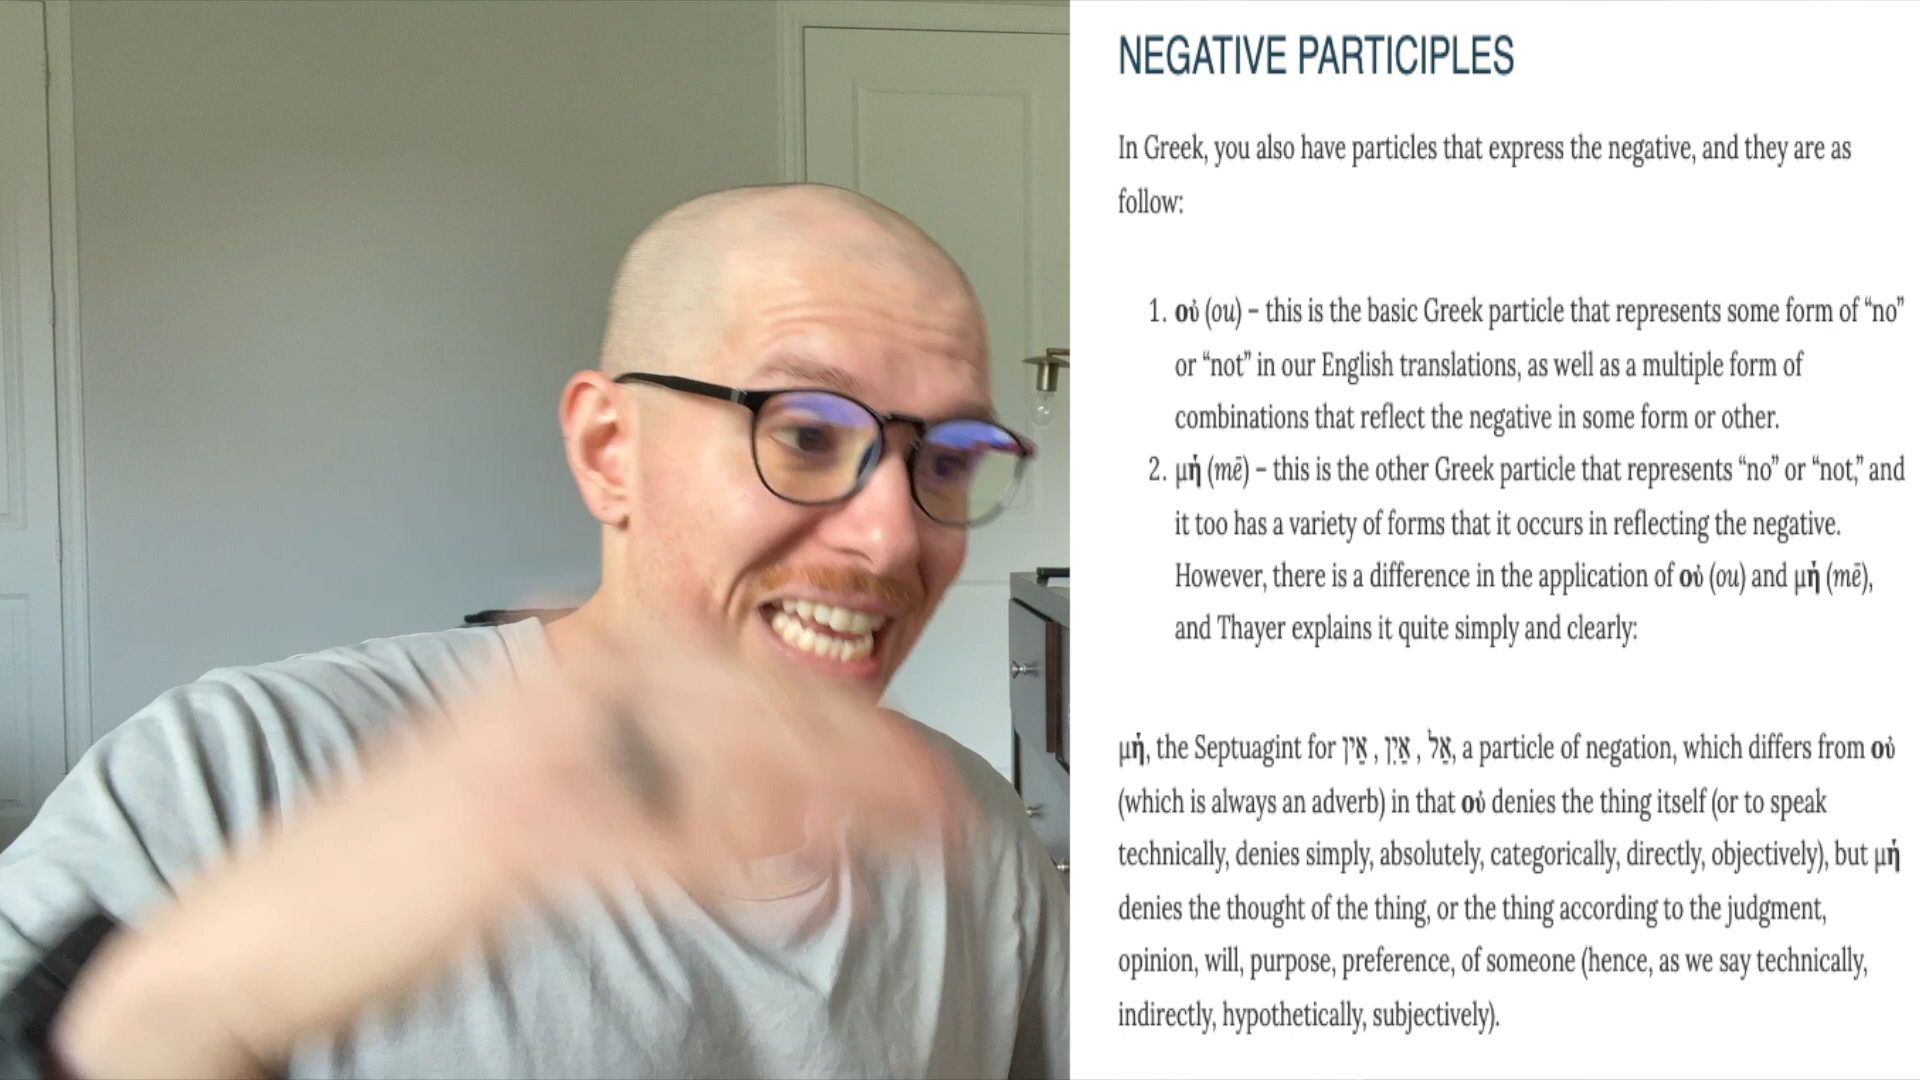 NEGATIVE PARTICIPLES
In Greek, you also have particles that express the negative, and they are as
follow:
1. οὐ (ou) – this is the basic Greek particle that represents some form of “no”
or “not” in our English translations, as well as a multiple form of
combinations that reflect the negative in some form or other.
2. μή (mē) – this is the other Greek particle that represents “no” or “not,” and
it too has a variety of forms that it occurs in reflecting the negative.
However, there is a difference in the application of οὐ (ou) and μή (mē),
and Thayer explains it quite simply and clearly:
μή, the Septuagint for אַל , אַיִן , אֵין, a particle of negation, which differs from οὐ
(which is always an adverb) in that οὐ denies the thing itself (or to speak
technically, denies simply, absolutely, categorically, directly, objectively), but μή
denies the thought of the thing, or the thing according to the judgment,
opinion, will, purpose, preference, of someone (hence, as we say technically,
indirectly, hypothetically, subjectively).